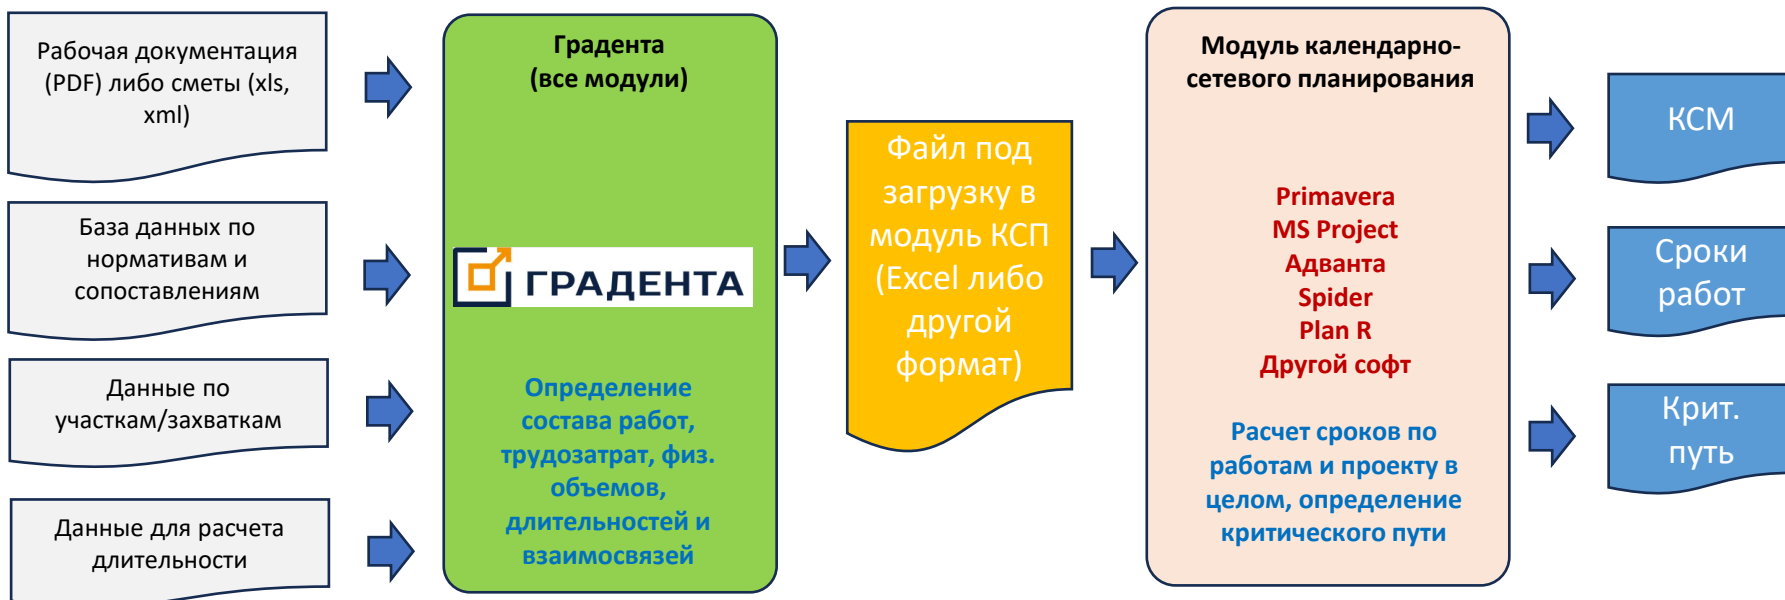 Рабочая документация
(PDF) либо сметы (xls,
xml)
База данных по
нормативам и
сопоставлениям
Данные по
участкам/захваткам
Данные для расчета
длительности
Градента
(все модули)
ГРАДЕНТА
Определение
состава работ,
трудозатрат, физ.
объемов,
длительностей и
взаимосвязей
Файл под
загрузку в
модуль КСП
(Excel либо
другой
формат)
Модуль календарно-
сетевого планирования
Primavera
MS Project
Адванта
Spider
Plan R
Другой софт
Расчет сроков по
работам и проекту в
целом, определение
критического пути
КСМ
Сроки
работ
Крит.
путь